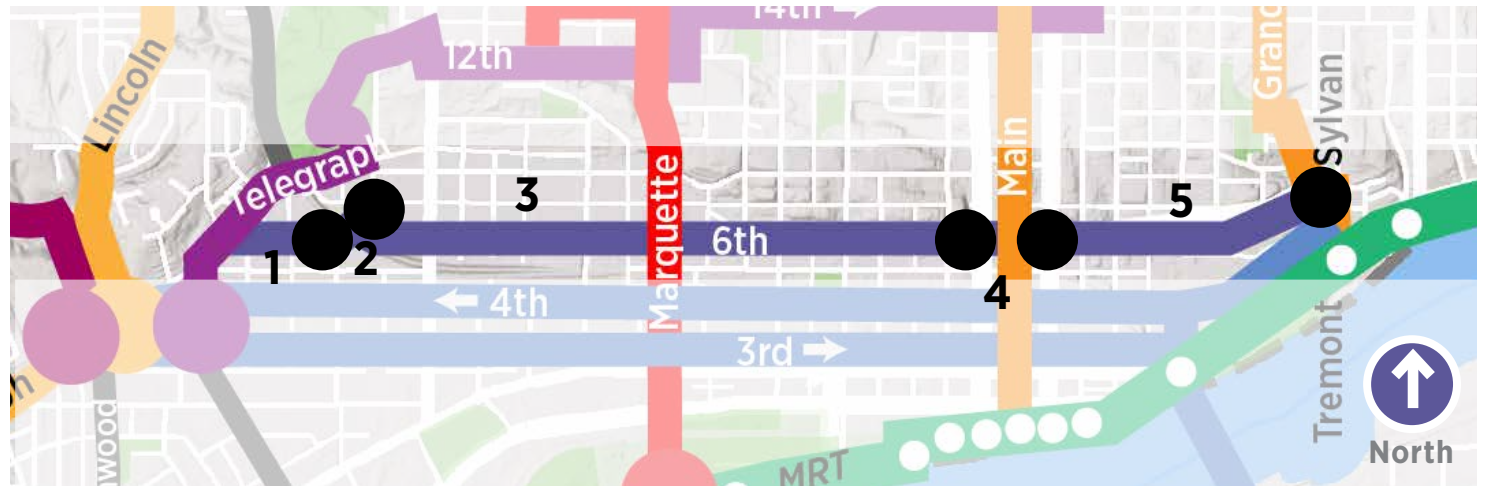 14th
12th
Lincoln
Grand
Sylvan
Telegraph
Marquette
Main
3
5
6th
1
2
4
4th
3rd
Tremont
MRT
North